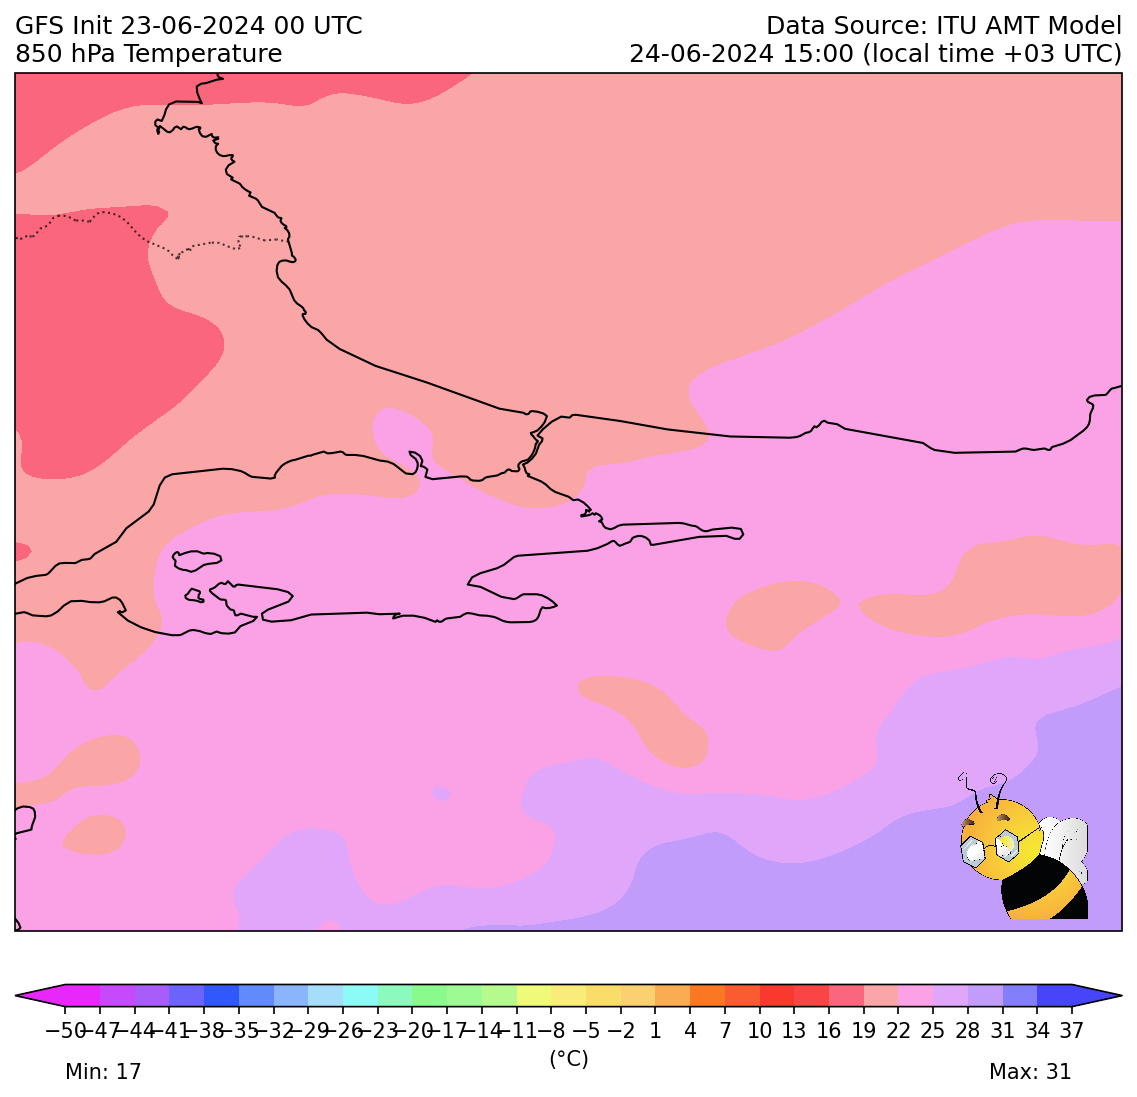 GFS Init 23-06-2024 00 UTC
Data Source: ITU AMT Model
850 hPa Temperature
24-06-2024 15:00 (local time +03 UTC)
−50 −47 −44 −41 −38 −35 −32 −29 −26 −23 −20 −17 −14 −11 −8 −5 −2 1 4 7 10 13 16 19 22 25 28 31 34 37
(°C)
Min: 17
Max: 31